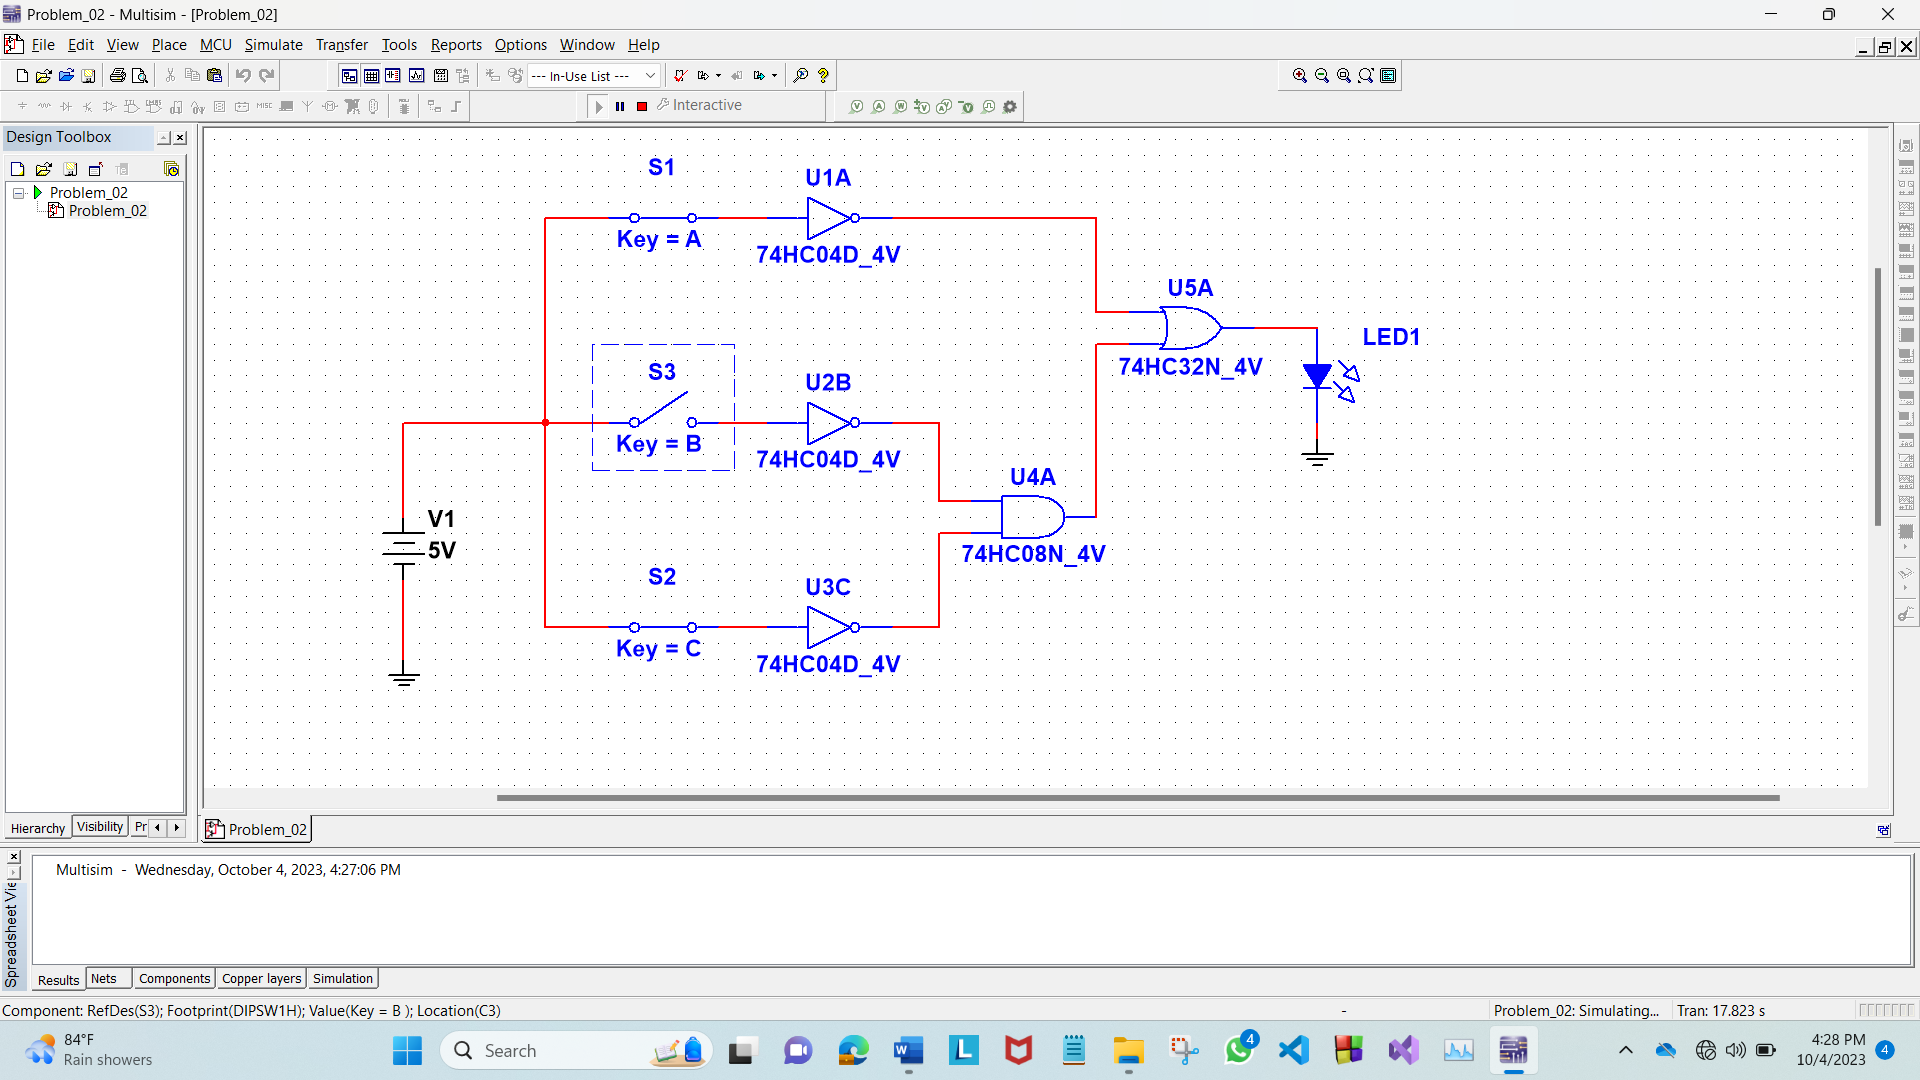 Problem_02 - Multisim - [Problem_02]
File Edit View Place MCU Simulate Transfer Tools Reports Options Window Help
--- In-Use List ---
Interactive
Design Toolbox
Problem_02
Problem_02
S1
U1A
Key = A
74HC04D_4V
U5A
LED1
74HC32N_4V
S3
U2B
Key = B
74HC04D_4V
U4A
V1
5V
74HC08N_4V
S2
U3C
Key = C
74HC04D_4V
Hierarchy Visibility Pr
Problem_02
Multisim - Wednesday, October 4, 2023, 4:27:06 PM
Spreadsheet Vie
Results Nets Components Copper layers Simulation
Component: RefDes(S3); Footprint(DIPSW1H); Value(Key = B ); Location(C3)
-
Problem_02: Simulating... Tran: 17.823 s
84°F
Rain showers
Search
4
4:28 PM
10/4/2023
4